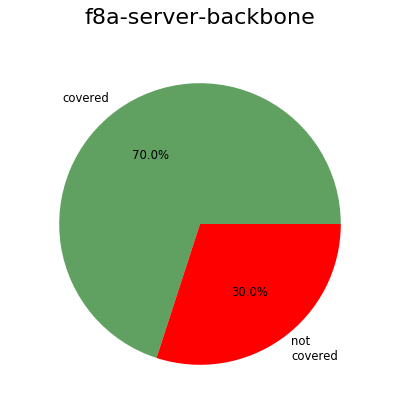 f8a-server-backbone
covered
70.0%
30.0%
not
covered